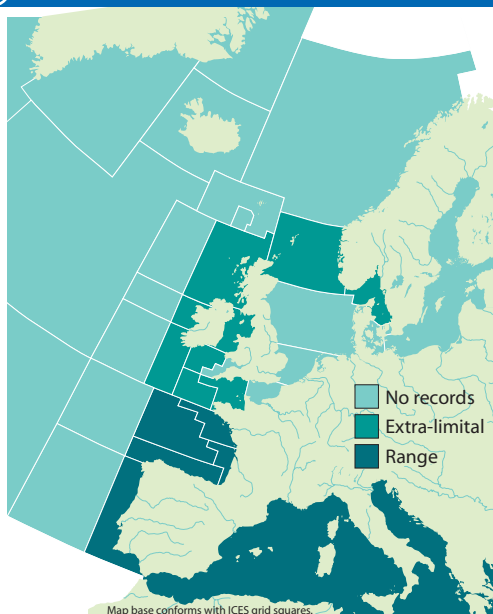 No records
Extra-limital
Range
Map base conforms with ICES grid squares.